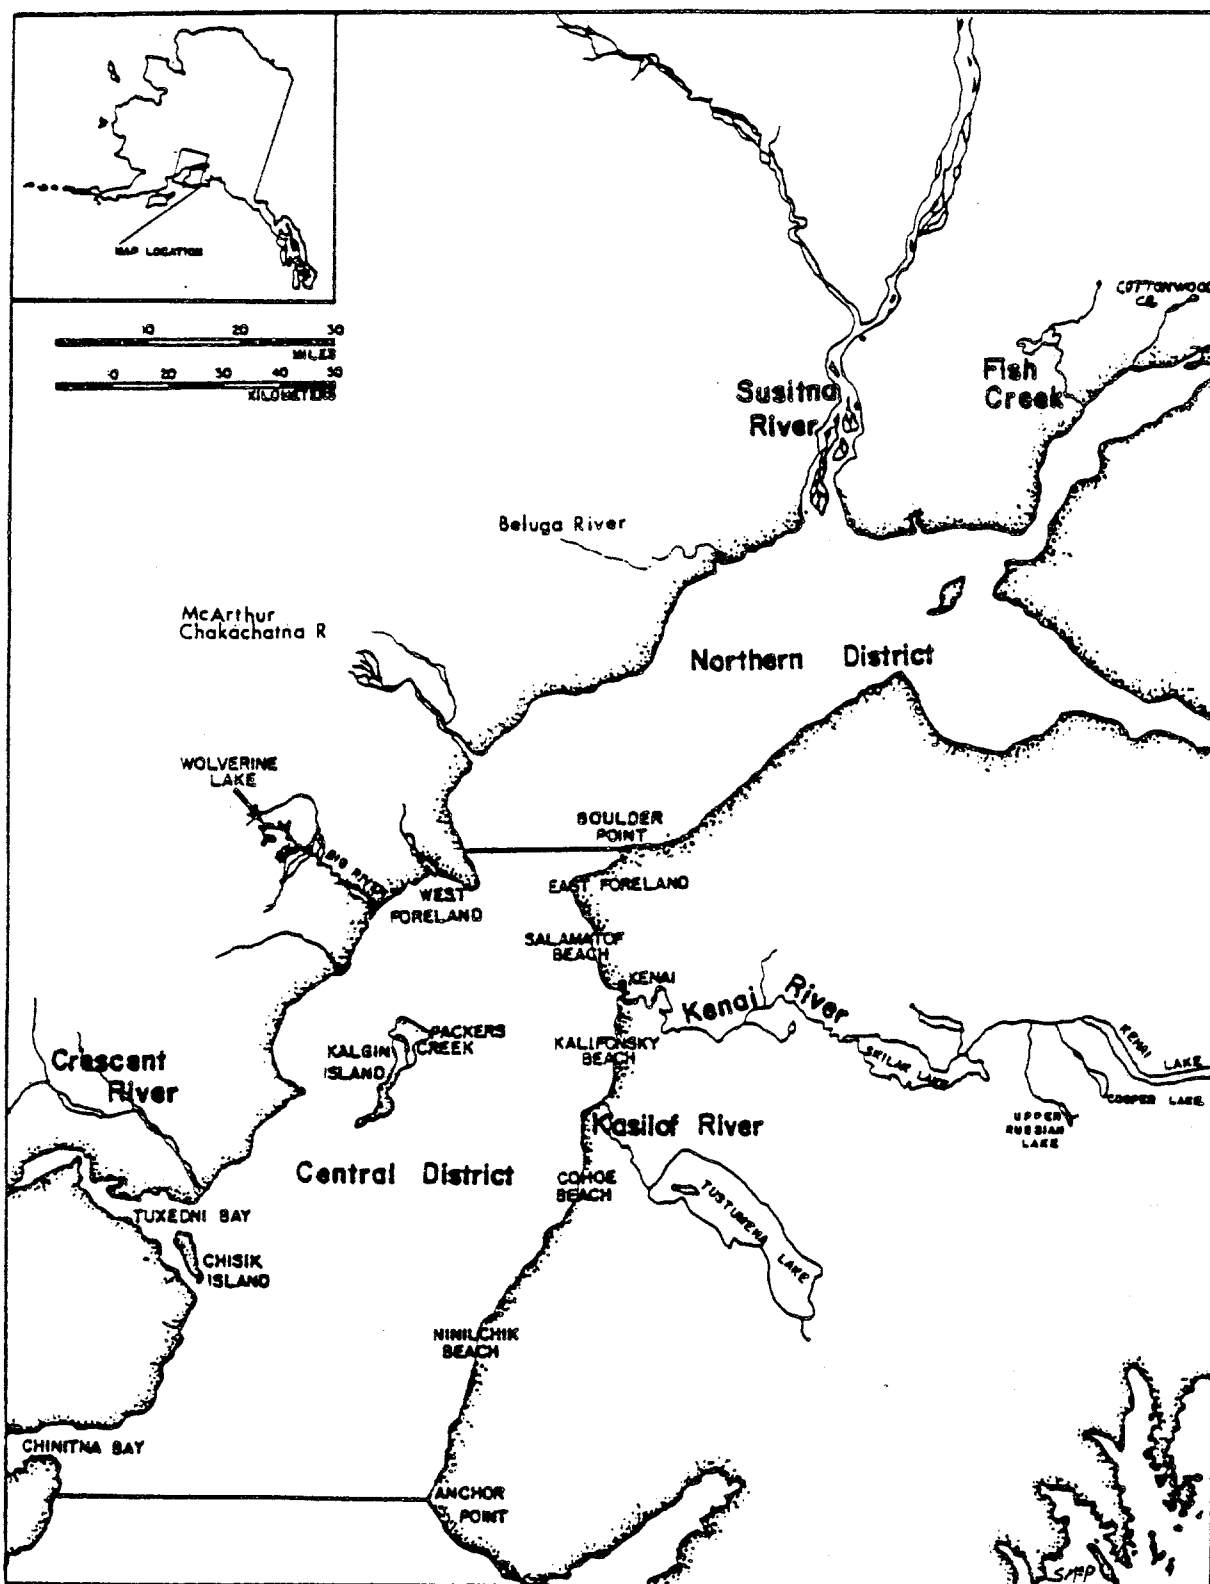 MAP LOCATION
10 20 30
MILES
10 20 30 40 50
KILOMETERS
COTTONWOOD
CR
Fish
Creek
Susitna
River
Beluga River
McArthur
Chakachatna R
Northern District
WOLVERINE
LAKE
BIG RIVER
BOULDER
POINT
WEST
FORELAND
EAST FORELAND
SALAMATOF
BEACH
KENAI
Kenai River
PACKERS
CREEK
KALGIN
ISLAND
KALIFONSKY
BEACH
SKILAK LAKE
KENAI LAKE
COOPER LAKE
UPPER
RUSSIAN
LAKE
Crescent
River
Kasilof River
Central District
COHOE
BEACH
TUSTUMENA LAKE
TUXEDNI BAY
CHISIK
ISLAND
NINILCHIK
BEACH
CHINITNA BAY
ANCHOR
POINT